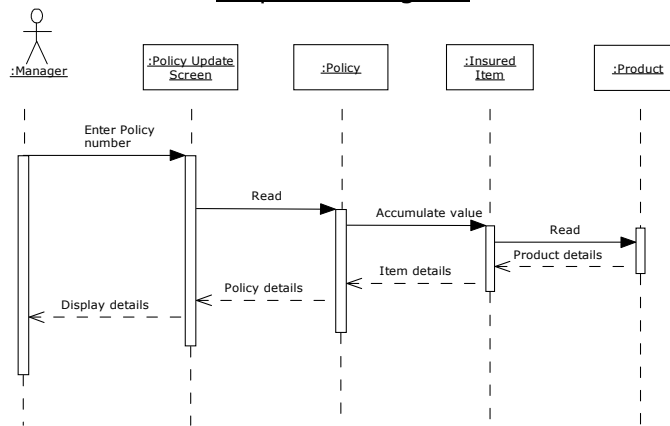 :Manager
:Policy Update
Screen
:Policy
:Insured
Item
:Product
Enter Policy
number
Read
Accumulate value
Read
Product details
Item details
Policy details
Display details